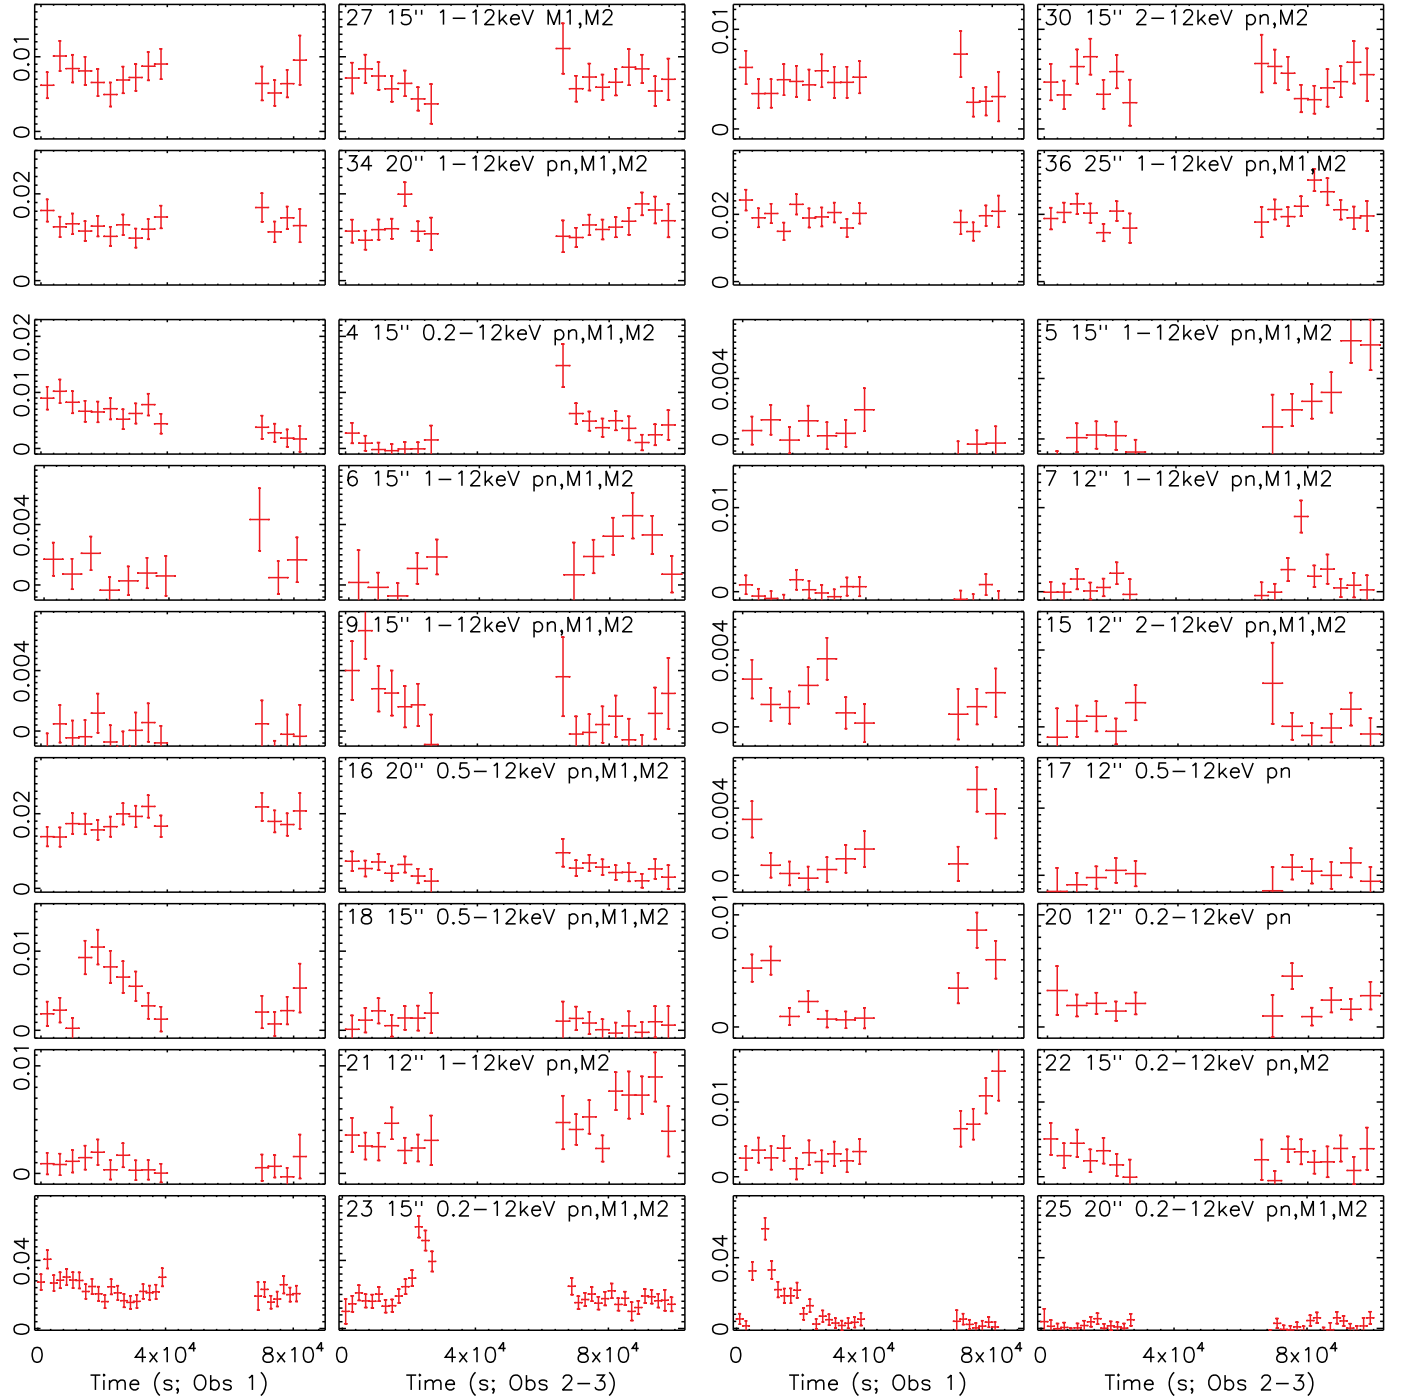 0.01 27 15" 1−12keV M1,M2 0.01 30 15" 2−12keV pn,M2
0 0
0.02 34 20" 1−12keV pn,M1,M2 0.02 36 25" 1−12keV pn,M1,M2
0 0
0.02 4 15" 0.2−12keV pn,M1,M2 0.004 5 15" 1−12keV pn,M1,M2
0.01
0 0
0.004 6 15" 1−12keV pn,M1,M2 0.01 7 12" 1−12keV pn,M1,M2
0 0
0.004 9 15" 1−12keV pn,M1,M2 0.004 15 12" 2−12keV pn,M1,M2
0 0
0.02 16 20" 0.5−12keV pn,M1,M2 0.004 17 12" 0.5−12keV pn
0 0
0.01 18 15" 0.5−12keV pn,M1,M2 0.01 20 12" 0.2−12keV pn
0 0
0.01 21 12" 1−12keV pn,M2 0.01 22 15" 0.2−12keV pn,M2
0 0
0.04 23 15" 0.2−12keV pn,M1,M2 0.04 25 20" 0.2−12keV pn,M1,M2
0 0
0 4x10⁴ 8x10⁴ 0 4x10⁴ 8x10⁴ 0 4x10⁴ 8x10⁴ 0 4x10⁴ 8x10⁴
Time (s; Obs 1) Time (s; Obs 2−3) Time (s; Obs 1) Time (s; Obs 2−3)